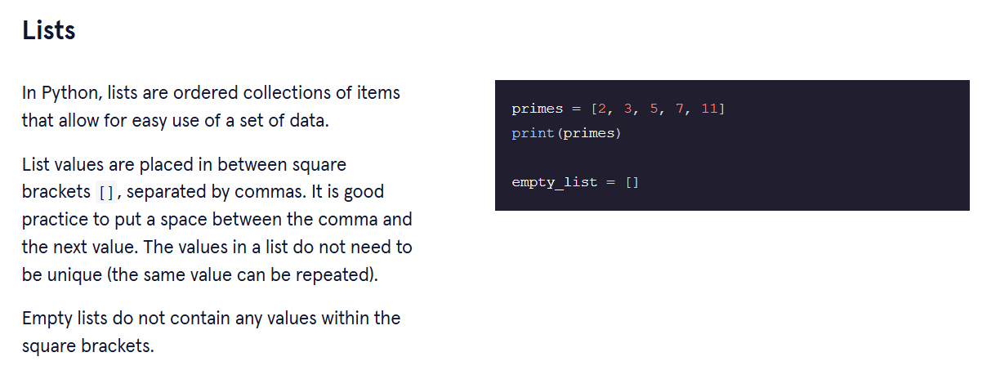 Lists
In Python, lists are ordered collections of items
that allow for easy use of a set of data.
List values are placed in between square
brackets [], separated by commas. It is good
practice to put a space between the comma and
the next value. The values in a list do not need to
be unique (the same value can be repeated).
Empty lists do not contain any values within the
square brackets.
primes = [2, 3, 5, 7, 11]
print(primes)
empty_list = []